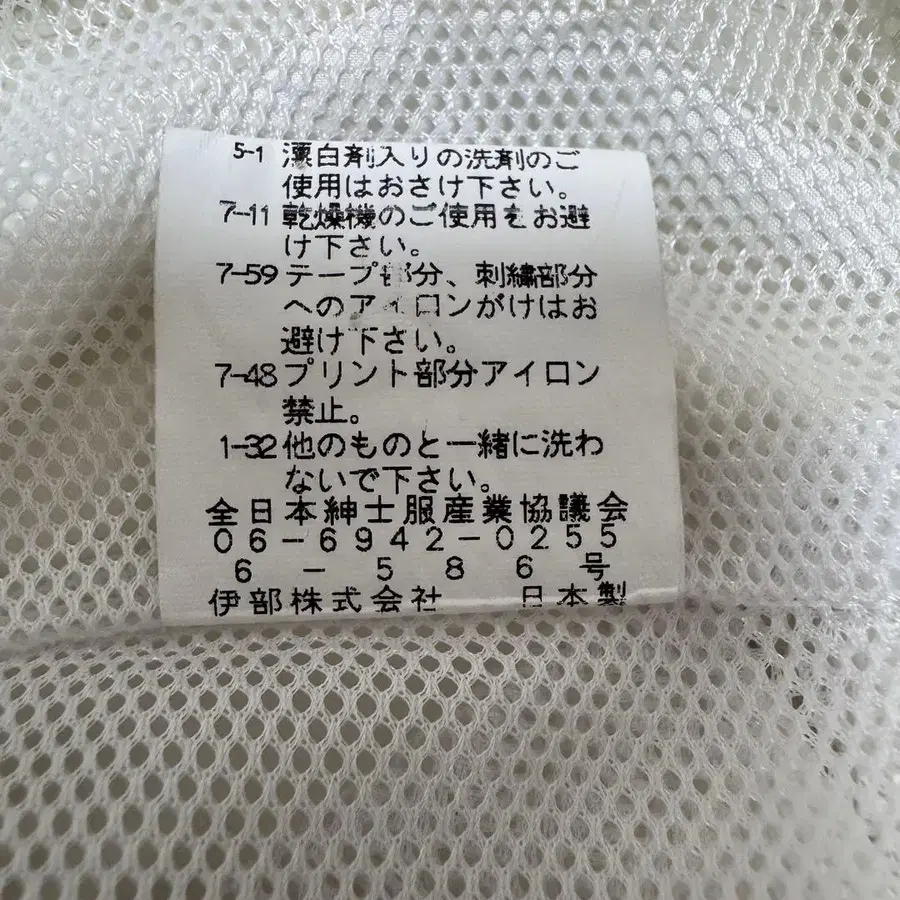 5-1 漂白剤入りの洗剤のご
使用はおさけ下さい。
7-11 乾燥機のご使用をお避
け下さい。
7-59 テープ部分、刺繍部分
へのアイロンがけはお
避け下さい。
7-48 プリント部分アイロン
禁止。
1-32 他のものと一緒に洗わ
ないで下さい。
全日本紳士服産業協議会
06-6942-0255
6-586号
伊部株式会社 日本製